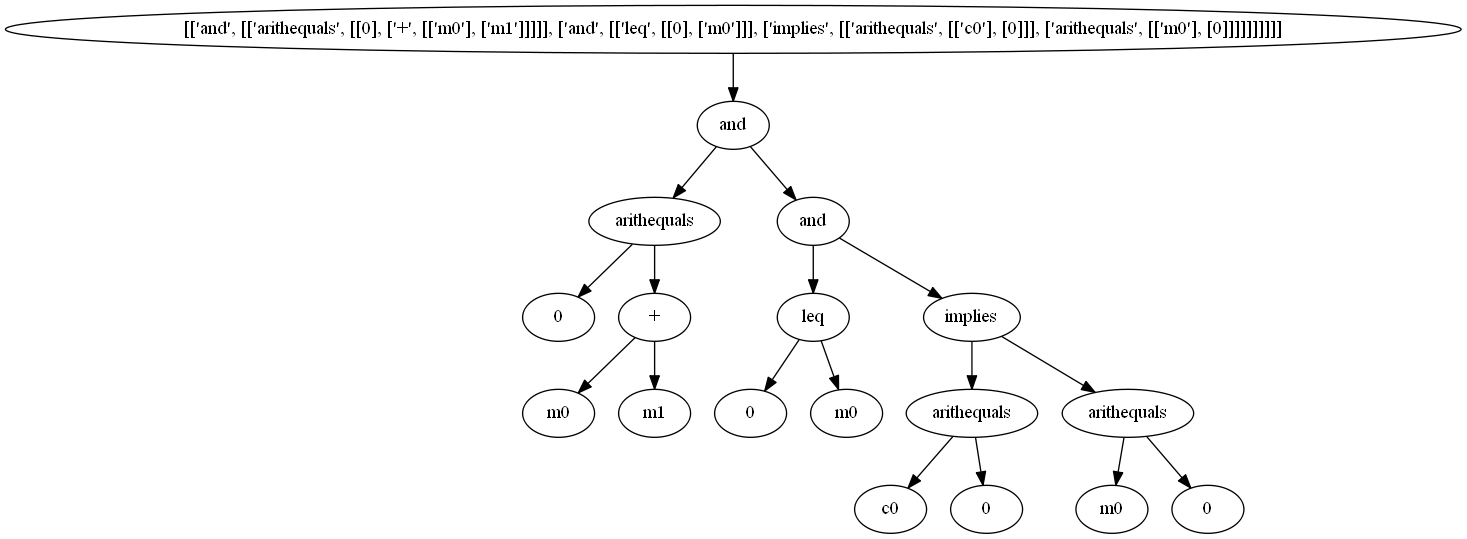 [['and', [['arithequals', [[0], ['+', [['m0'], ['m1']]]]], ['and', [['leq', [[0], ['m0']]], ['implies', [['arithequals', [['c0'], 0]]], ['arithequals', [['m0'], [0]]]]]]]]]]
and
arithequals and
0 + leq implies
m0 m1 0 m0 arithequals arithequals
c0 0 m0 0